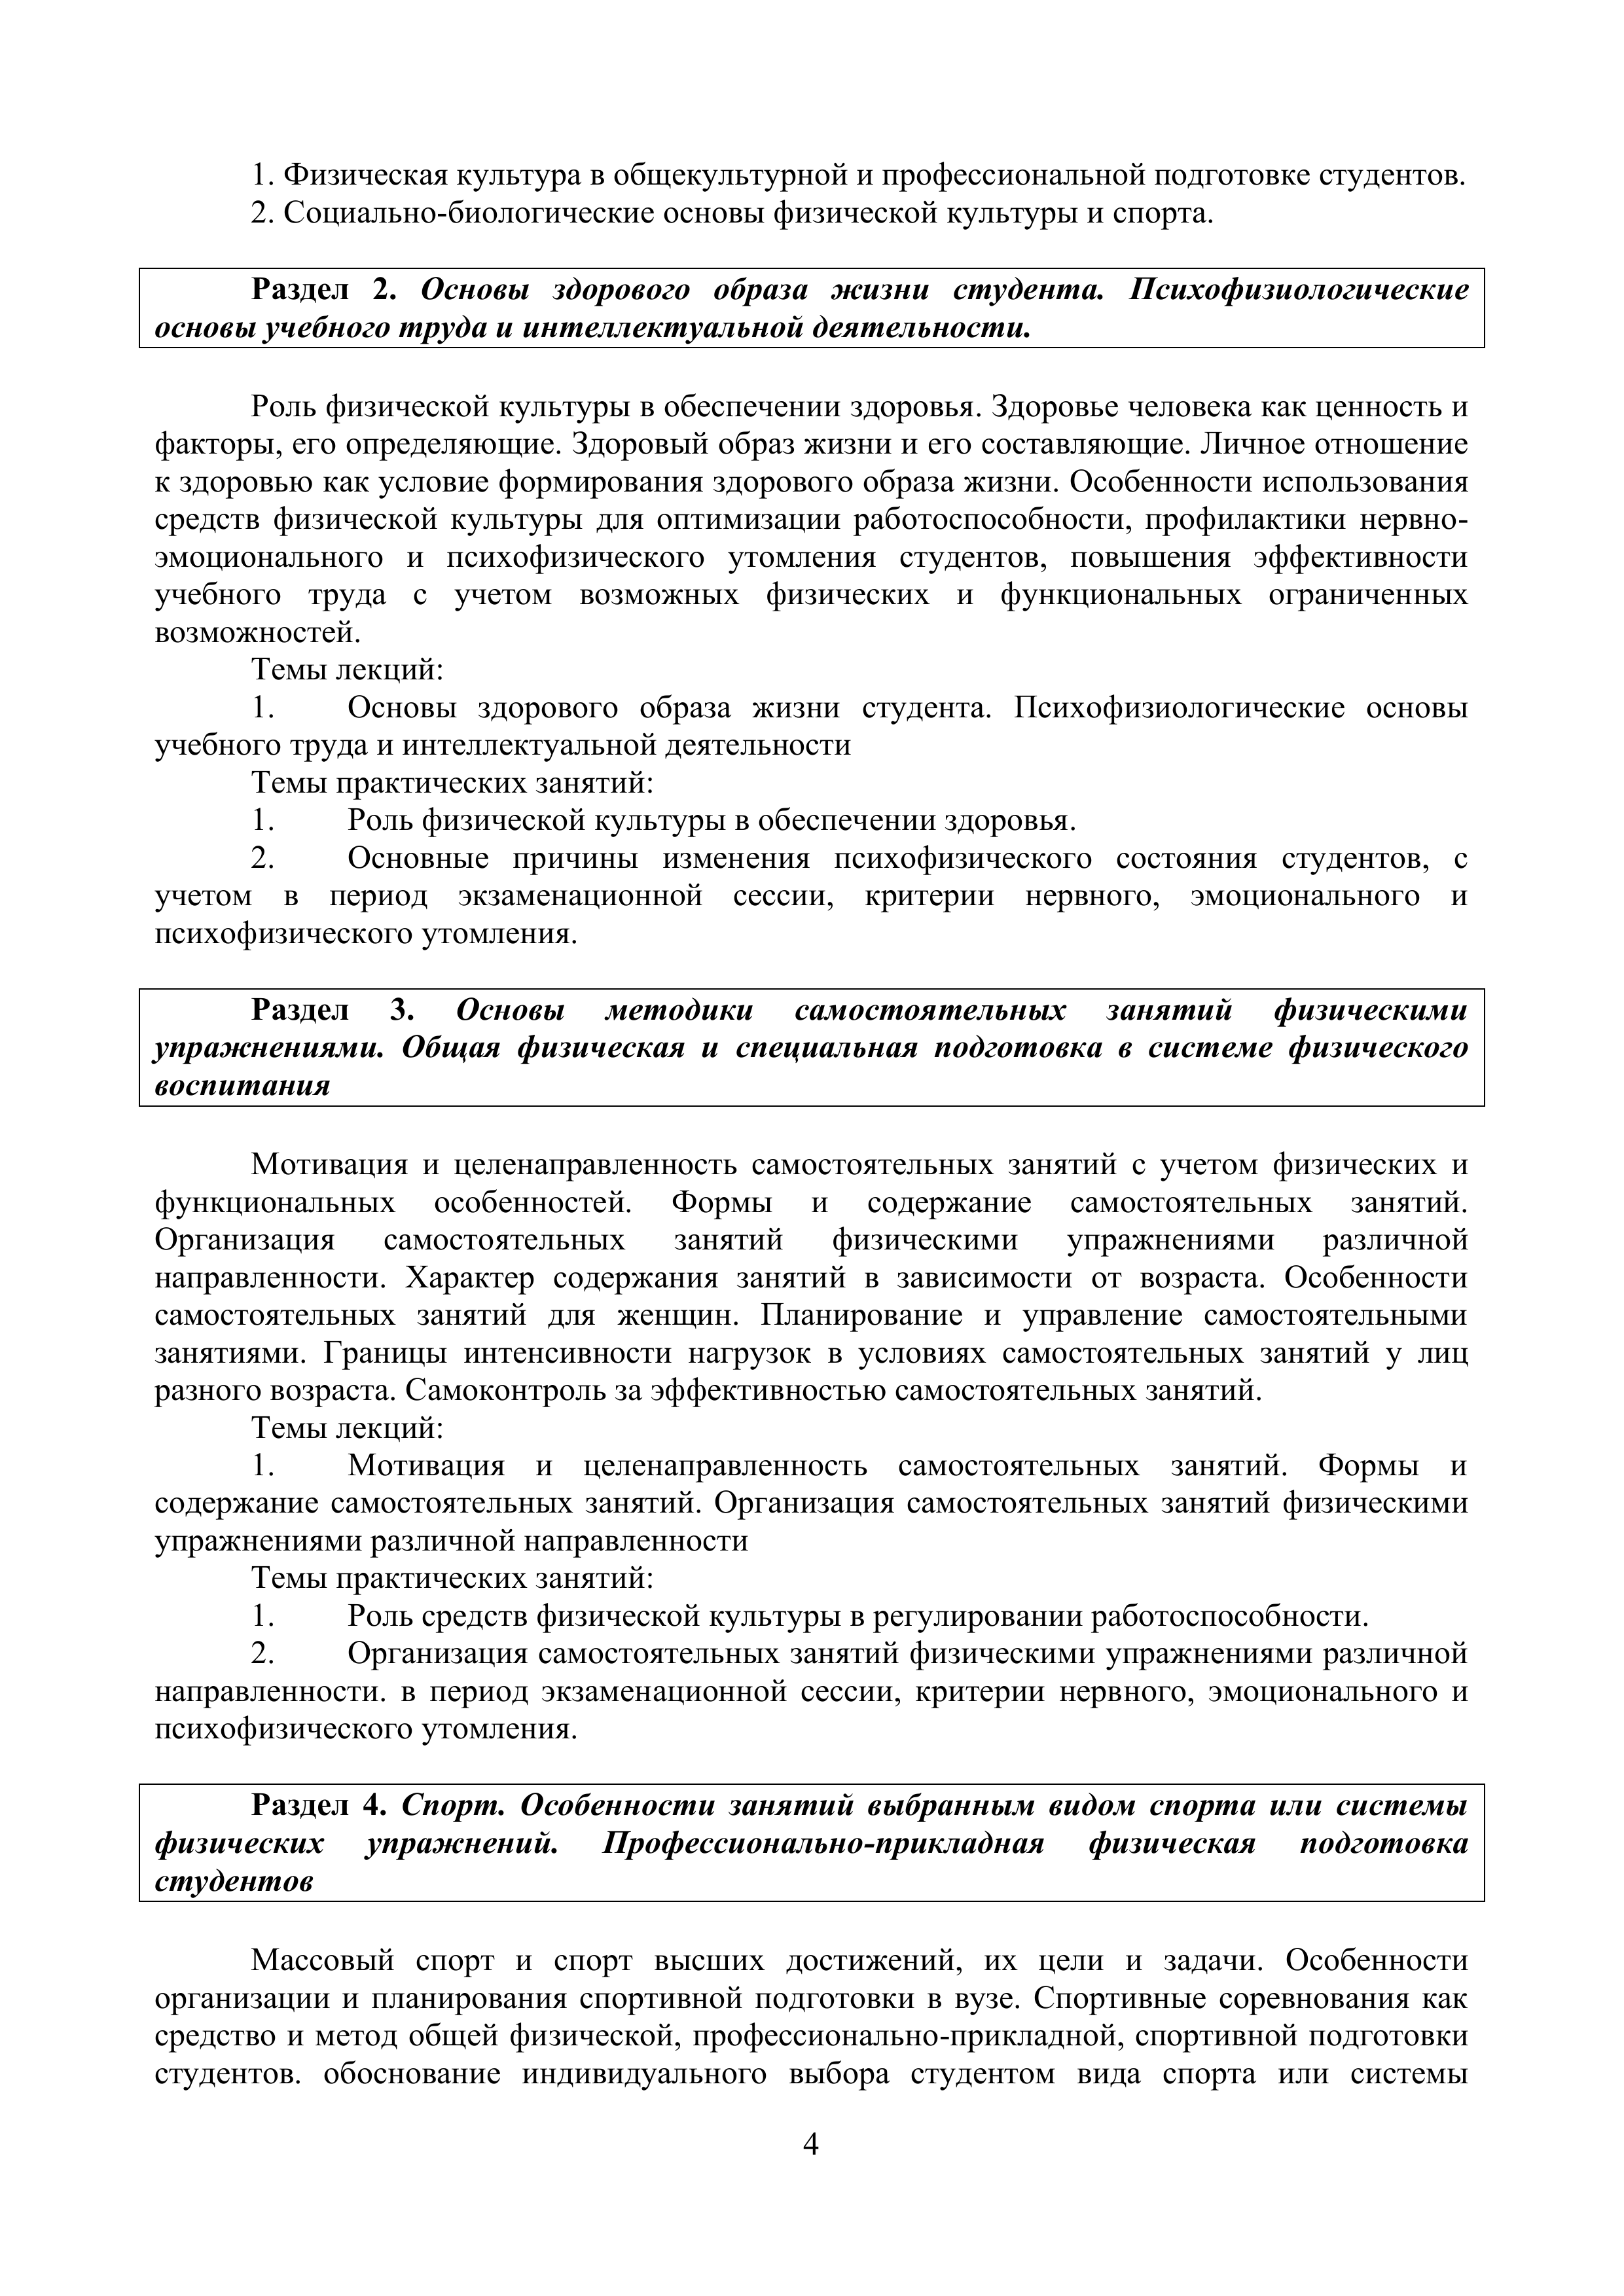 1. Физическая культура в общекультурной и профессиональной подготовке студентов.
2. Социально-биологические основы физической культуры и спорта.
Раздел 2. Основы здорового образа жизни студента. Психофизиологические
основы учебного труда и интеллектуальной деятельности.
Роль физической культуры в обеспечении здоровья. Здоровье человека как ценность и
факторы, его определяющие. Здоровый образ жизни и его составляющие. Личное отношение
к здоровью как условие формирования здорового образа жизни. Особенности использования
средств физической культуры для оптимизации работоспособности, профилактики нервно-
эмоционального и психофизического утомления студентов, повышения эффективности
учебного труда с учетом возможных физических и функциональных ограниченных
возможностей.
Темы лекций:
1. Основы здорового образа жизни студента. Психофизиологические основы
учебного труда и интеллектуальной деятельности
Темы практических занятий:
1. Роль физической культуры в обеспечении здоровья.
2. Основные причины изменения психофизического состояния студентов, с
учетом в период экзаменационной сессии, критерии нервного, эмоционального и
психофизического утомления.
Раздел 3. Основы методики самостоятельных занятий физическими
упражнениями. Общая физическая и специальная подготовка в системе физического
воспитания
Мотивация и целенаправленность самостоятельных занятий с учетом физических и
функциональных особенностей. Формы и содержание самостоятельных занятий.
Организация самостоятельных занятий физическими упражнениями различной
направленности. Характер содержания занятий в зависимости от возраста. Особенности
самостоятельных занятий для женщин. Планирование и управление самостоятельными
занятиями. Границы интенсивности нагрузок в условиях самостоятельных занятий у лиц
разного возраста. Самоконтроль за эффективностью самостоятельных занятий.
Темы лекций:
1. Мотивация и целенаправленность самостоятельных занятий. Формы и
содержание самостоятельных занятий. Организация самостоятельных занятий физическими
упражнениями различной направленности
Темы практических занятий:
1. Роль средств физической культуры в регулировании работоспособности.
2. Организация самостоятельных занятий физическими упражнениями различной
направленности. в период экзаменационной сессии, критерии нервного, эмоционального и
психофизического утомления.
Раздел 4. Спорт. Особенности занятий выбранным видом спорта или системы
физических упражнений. Профессионально-прикладная физическая подготовка
студентов
Массовый спорт и спорт высших достижений, их цели и задачи. Особенности
организации и планирования спортивной подготовки в вузе. Спортивные соревнования как
средство и метод общей физической, профессионально-прикладной, спортивной подготовки
студентов. обоснование индивидуального выбора студентом вида спорта или системы
4